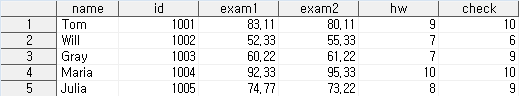 name id exam1 exam2 hw check
1 Tom 1001 83,11 80,11 9 10
2 Will 1002 52,33 55,33 7 6
3 Gray 1003 60,22 61,22 7 9
4 Maria 1004 92,33 95,33 10 10
5 Julia 1005 74,77 73,22 8 9